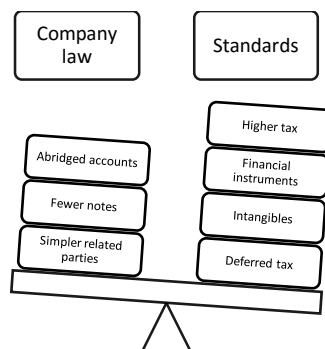 Company
law
Standards
Abridged accounts
Fewer notes
Simpler related
parties
Higher tax
Financial
instruments
Intangibles
Deferred tax